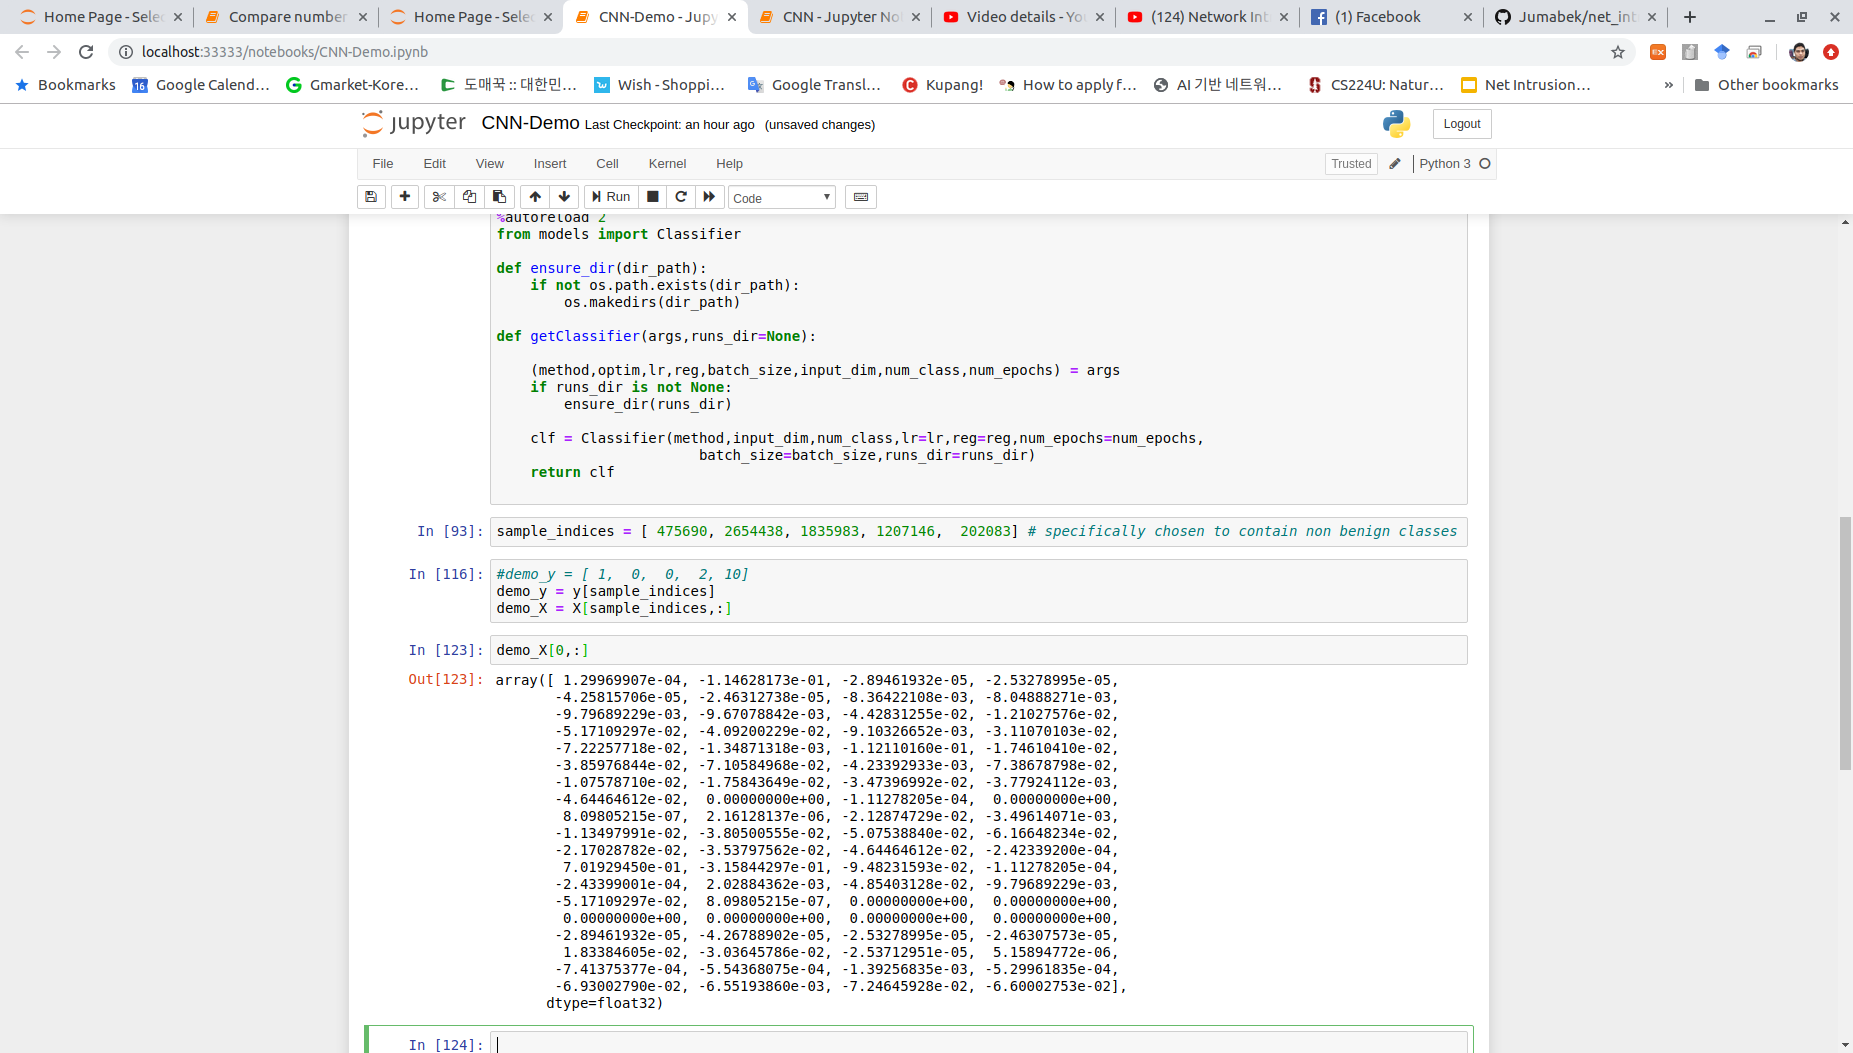 Home Page - Selec
Compare number
Home Page - Selec
CNN-Demo - Jupy
CNN - Jupyter No
Video details - You
(124) Network Int
(1) Facebook
Jumabek/net_int
localhost:33333/notebooks/CNN-Demo.ipynb
Bookmarks
Google Calend...
Gmarket-Kore...
도매꾹 :: 대한민...
Wish - Shoppi...
Google Transl...
Kupang!
How to apply f...
AI 기반 네트워...
CS224U: Natur...
Net Intrusion...
»
Other bookmarks
jupyter CNN-Demo Last Checkpoint: an hour ago (unsaved changes)
Logout
File Edit View Insert Cell Kernel Help
Trusted
Python 3
Run
Code
%autoreload 2
from models import Classifier
def ensure_dir(dir_path):
if not os.path.exists(dir_path):
os.makedirs(dir_path)
def getClassifier(args,runs_dir=None):
(method,optim,lr,reg,batch_size,input_dim,num_class,num_epochs) = args
if runs_dir is not None:
ensure_dir(runs_dir)
clf = Classifier(method,input_dim,num_class,lr=lr,reg=reg,num_epochs=num_epochs,
batch_size=batch_size,runs_dir=runs_dir)
return clf
In [93]: sample_indices = [ 475690, 2654438, 1835983, 1207146,  202083] # specifically chosen to contain non benign classes
In [116]: #demo_y = [ 1,  0,  0,  2, 10]
demo_y = y[sample_indices]
demo_X = X[sample_indices,:]
In [123]: demo_X[0,:]
Out[123]: array([ 1.29969907e-04, -1.14628173e-01, -2.89461932e-05, -2.53278995e-05,
-4.25815706e-05, -2.46312738e-05, -8.36422108e-03, -8.04888271e-03,
-9.79689229e-03, -9.67078842e-03, -4.42831255e-02, -1.21027576e-02,
-5.17109297e-02, -4.09200229e-02, -9.10326652e-03, -3.11070103e-02,
-7.22257718e-02, -1.34871318e-03, -1.12110160e-01, -1.74610410e-02,
-3.85976844e-02, -7.10584968e-02, -4.23392933e-03, -7.38678798e-02,
-1.07578710e-02, -1.75843649e-02, -3.47396992e-02, -3.77924112e-03,
-4.64464612e-02,  0.00000000e+00, -1.11278205e-04,  0.00000000e+00,
8.09805215e-07,  2.16128137e-06, -2.12874729e-02, -3.49614071e-03,
-1.13497991e-02, -3.80500555e-02, -5.07538840e-02, -6.16648234e-02,
-2.17028782e-02, -3.53797562e-02, -4.64464612e-02, -2.42339200e-04,
7.01929450e-01, -3.15844297e-01, -9.48231593e-02, -1.11278205e-04,
-2.43399001e-04,  2.02884362e-03, -4.85403128e-02, -9.79689229e-03,
-5.17109297e-02,  8.09805215e-07,  0.00000000e+00,  0.00000000e+00,
0.00000000e+00,  0.00000000e+00,  0.00000000e+00,  0.00000000e+00,
-2.89461932e-05, -4.26788902e-05, -2.53278995e-05, -2.46307573e-05,
1.83384605e-02, -3.03645786e-02, -2.53712951e-05,  5.15894772e-06,
-7.41375377e-04, -5.54368075e-04, -1.39256835e-03, -5.29961835e-04,
-6.93002790e-02, -6.55193860e-03, -7.24645928e-02, -6.60002753e-02],
dtype=float32)
In [124]: